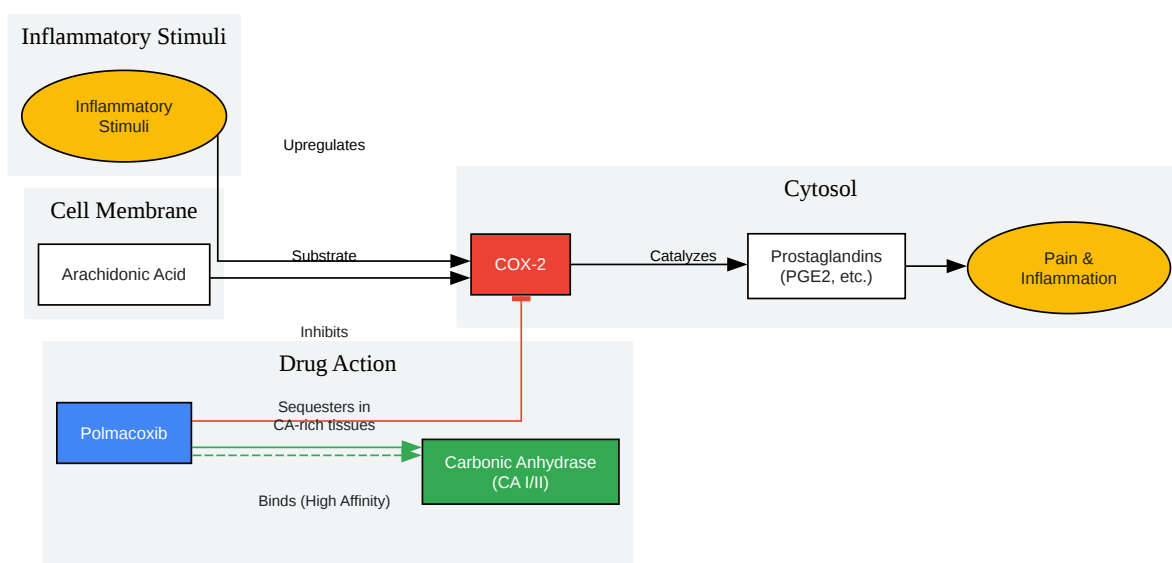 Inflammatory Stimuli
Inflammatory
Stimuli
Upregulates
Cell Membrane
Arachidonic Acid
Substrate
Cytosol
COX-2
Catalyzes
Prostaglandins
(PGE2, etc.)
Pain &
Inflammation
Inhibits
Drug Action
Polmacoxib
Sequesters in
CA-rich tissues
Carbonic Anhydrase
(CA I/II)
Binds (High Affinity)